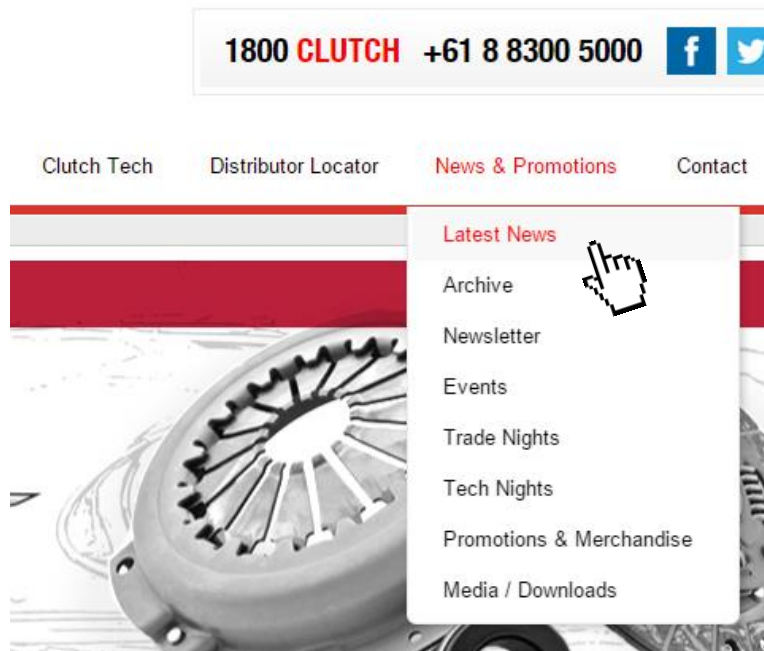 1800 CLUTCH +61 8 8300 5000 f
Clutch Tech Distributor Locator News & Promotions Contact
Latest News
Archive
Newsletter
Events
Trade Nights
Tech Nights
Promotions & Merchandise
Media / Downloads